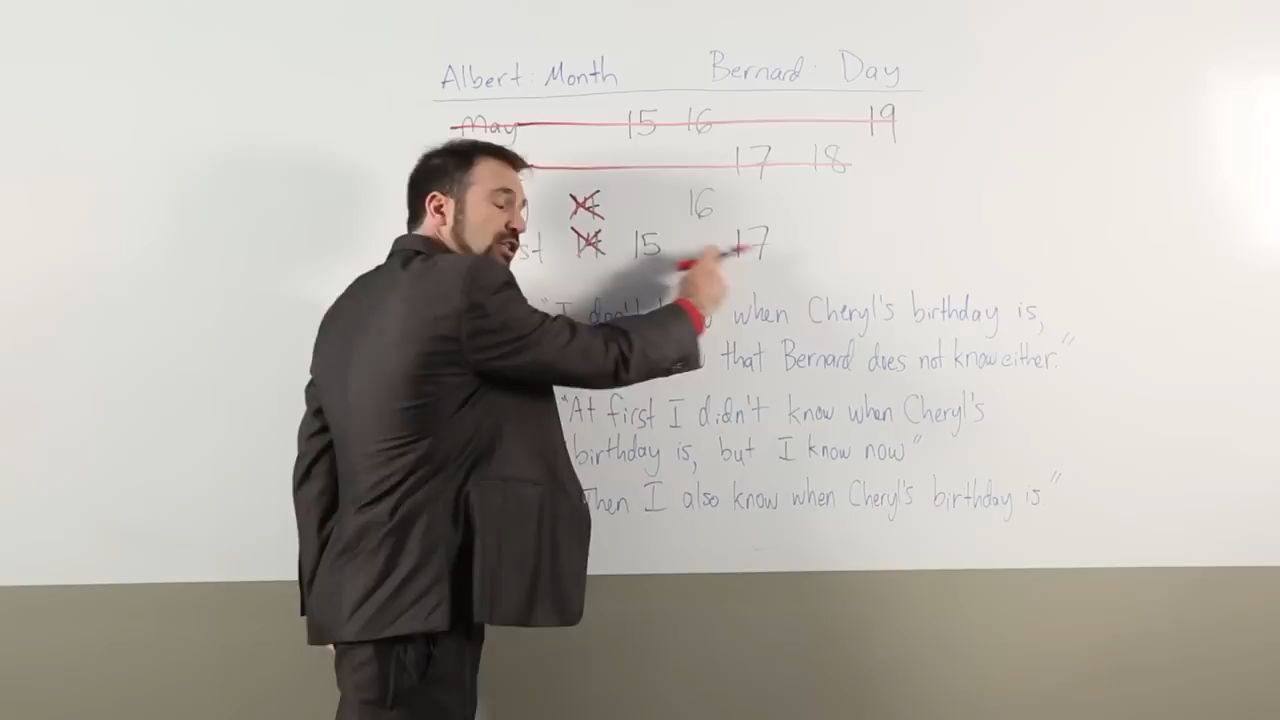 Albert: Month Bernard: Day
May 15 16 19
17 18
14 16
st 14 15 17
"I don't when Cheryl's birthday is,
that Bernard does not know either."
"At first I didn't know when Cheryl's
birthday is, but I know now"
Then I also know when Cheryl's birthday is"